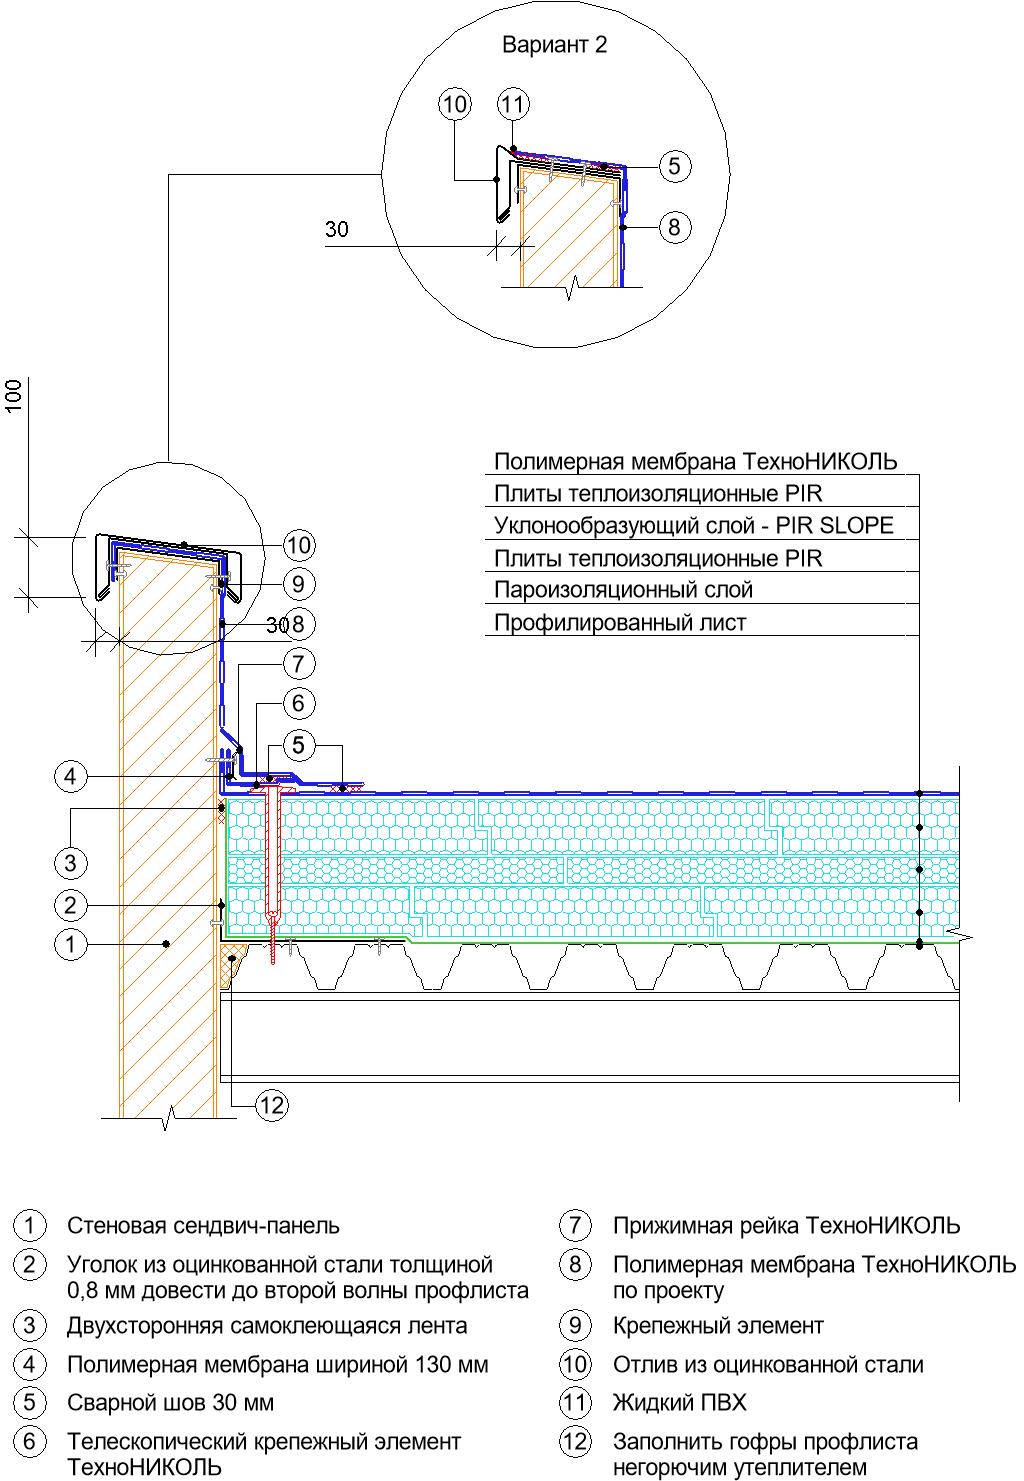 Вариант 2
10
11
5
30
8
100
Полимерная мембрана ТехноНИКОЛЬ
Плиты теплоизоляционные PIR
Уклонообразующий слой - PIR SLOPE
Плиты теплоизоляционные PIR
Пароизоляционный слой
Профилированный лист
10
9
30
8
7
6
5
4
3
2
1
12
1 Стеновая сендвич-панель
2 Уголок из оцинкованной стали толщиной
0,8 мм довести до второй волны профлиста
3 Двухсторонняя самоклеющаяся лента
4 Полимерная мембрана шириной 130 мм
5 Сварной шов 30 мм
6 Телескопический крепежный элемент
ТехноНИКОЛЬ
7 Прижимная рейка ТехноНИКОЛЬ
8 Полимерная мембрана ТехноНИКОЛЬ
по проекту
9 Крепежный элемент
10 Отлив из оцинкованной стали
11 Жидкий ПВХ
12 Заполнить гофры профлиста
негорючим утеплителем